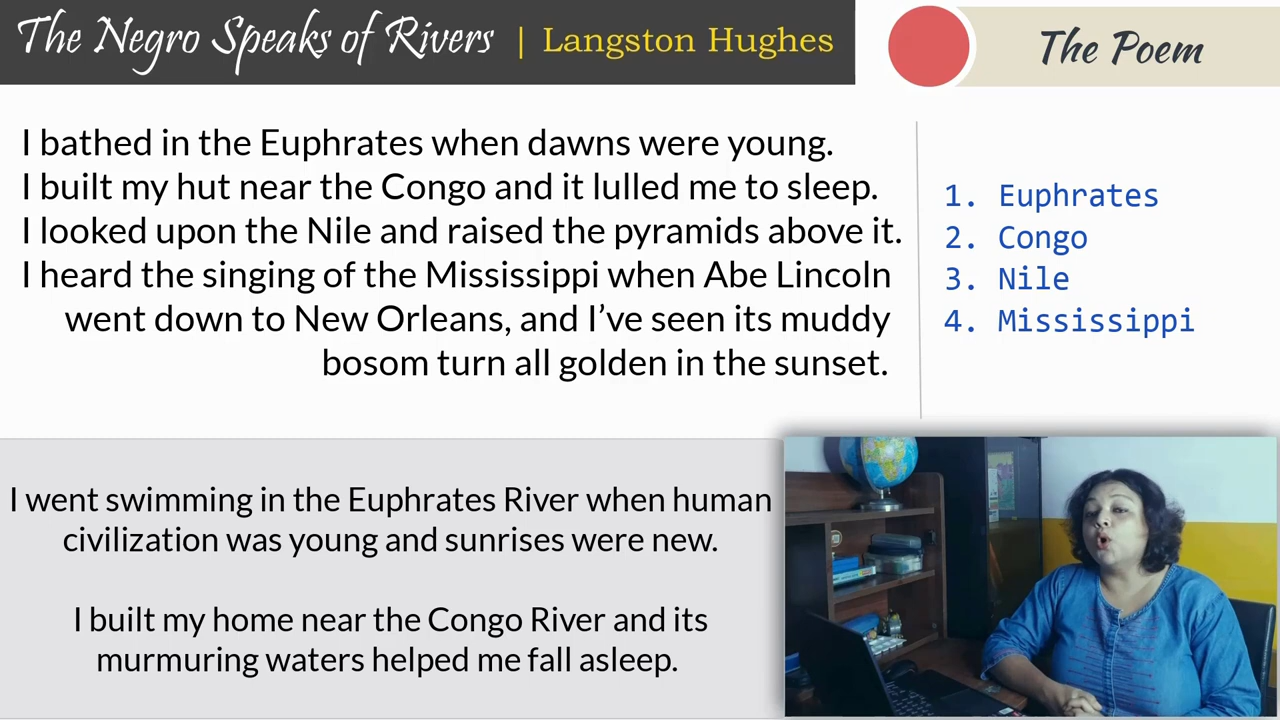 The Negro Speaks of Rivers | Langston Hughes
The Poem
I bathed in the Euphrates when dawns were young.
I built my hut near the Congo and it lulled me to sleep.
I looked upon the Nile and raised the pyramids above it.
I heard the singing of the Mississippi when Abe Lincoln
went down to New Orleans, and I’ve seen its muddy
bosom turn all golden in the sunset.
1. Euphrates
2. Congo
3. Nile
4. Mississippi
I went swimming in the Euphrates River when human
civilization was young and sunrises were new.
I built my home near the Congo River and its
murmuring waters helped me fall asleep.